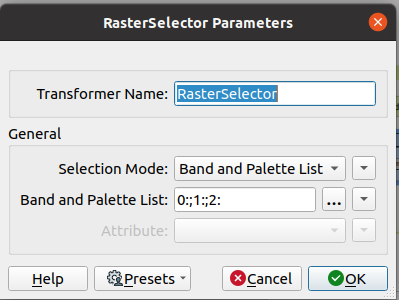 RasterSelector Parameters
Transformer Name: RasterSelector
General
Selection Mode: Band and Palette List
Band and Palette List: 0:;1:;2: ...
Attribute:
Help Presets Cancel OK